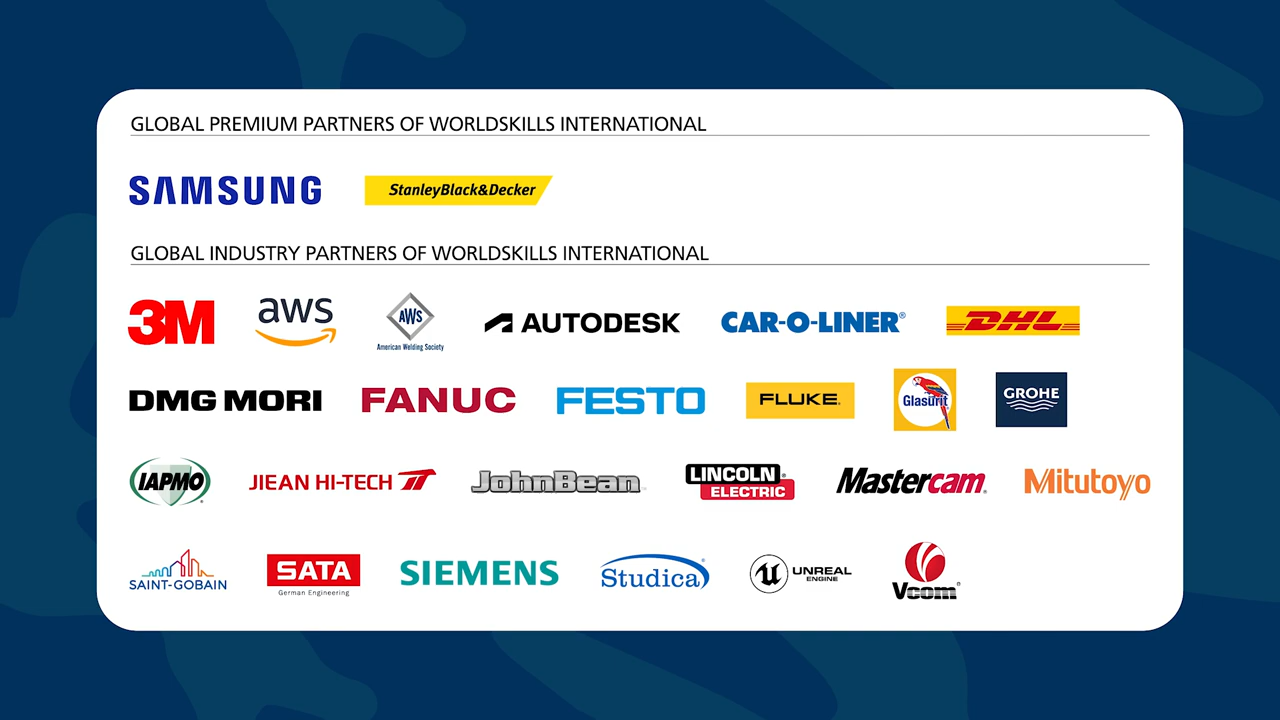 GLOBAL PREMIUM PARTNERS OF WORLDSKILLS INTERNATIONAL
SAMSUNG StanleyBlack&Decker
GLOBAL INDUSTRY PARTNERS OF WORLDSKILLS INTERNATIONAL
3M aws AWS AUTODESK CAR-O-LINER® DHL
American Welding Society
DMG MORI FANUC FESTO FLUKE® Glasurit GROHE
IAPMO® JIEAN HI-TECH JohnBean™ LINCOLN® Mastercam® Mitutoyo
ELECTRIC
SAINT-GOBAIN SATA SIEMENS Studica® UNREAL Vcom®
German Engineering ENGINE